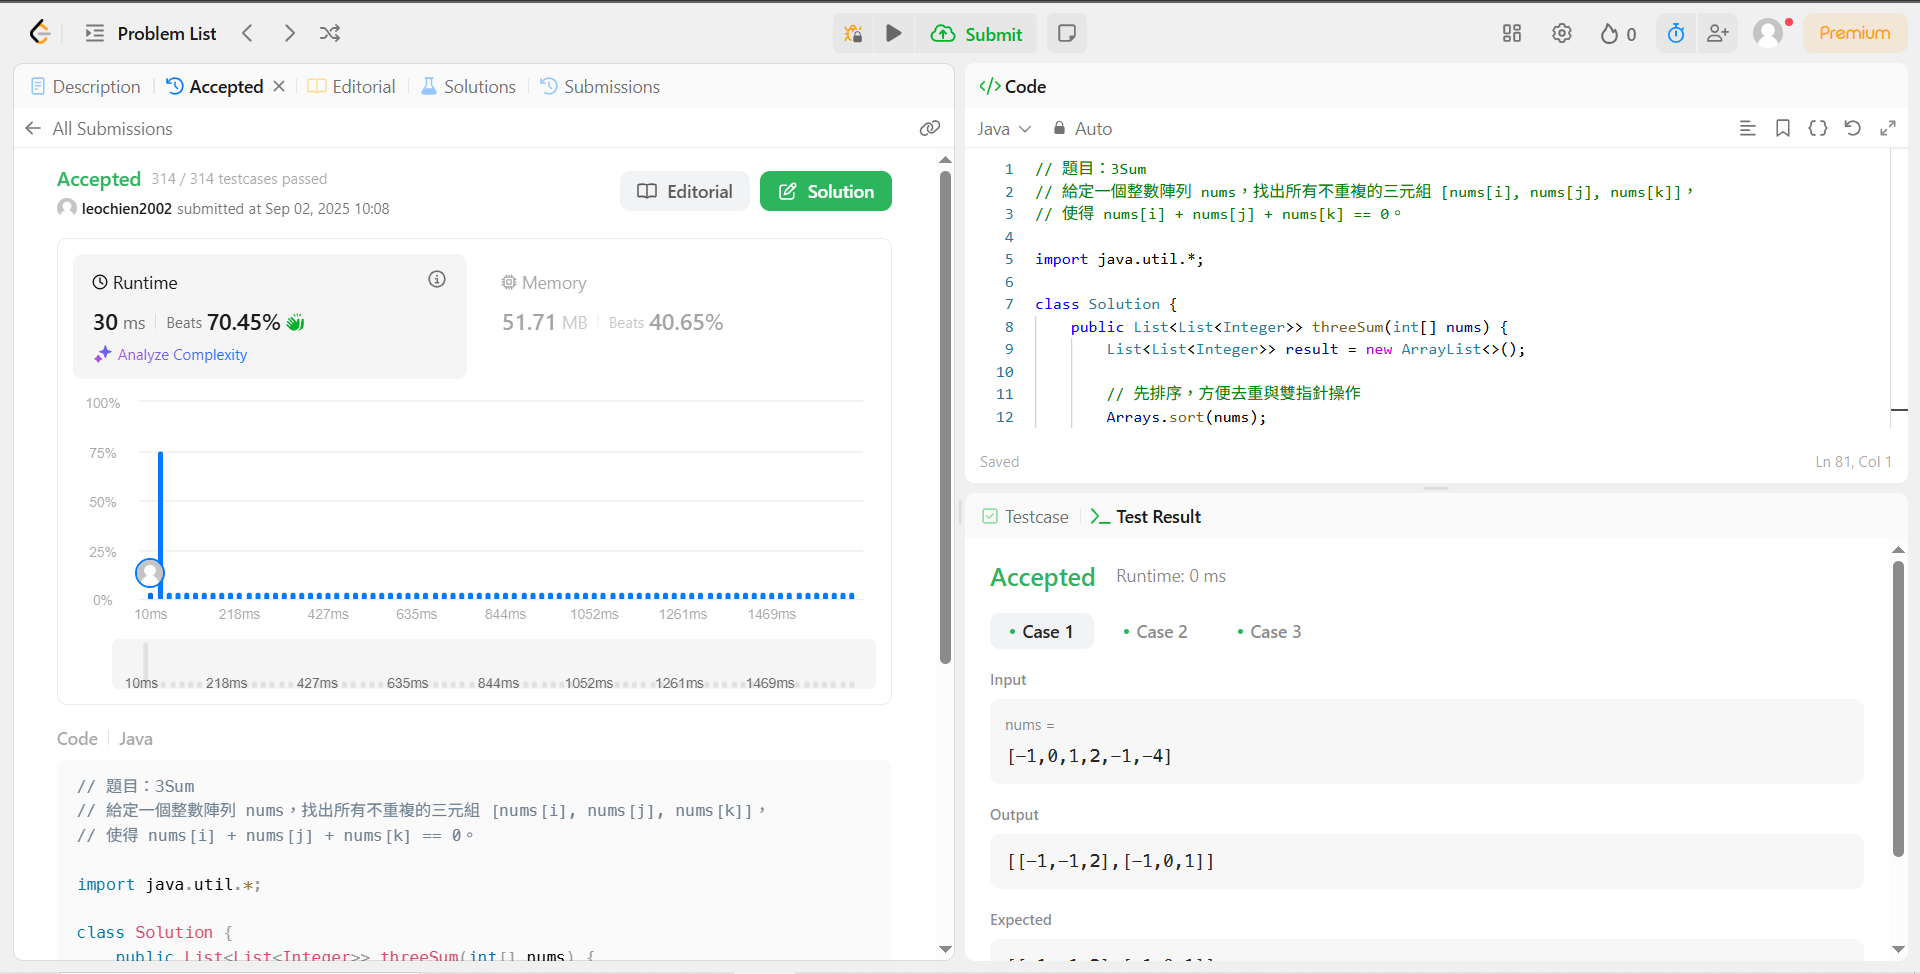 Problem List
Submit
0
Premium
Description
Accepted
Editorial
Solutions
Submissions
All Submissions
Accepted 314 / 314 testcases passed
leochien2002 submitted at Sep 02, 2025 10:08
Editorial
Solution
Runtime
30 ms Beats 70.45%
Analyze Complexity
Memory
51.71 MB Beats 40.65%
100%
75%
50%
25%
0%
10ms 218ms 427ms 635ms 844ms 1052ms 1261ms 1469ms
10ms 218ms 427ms 635ms 844ms 1052ms 1261ms 1469ms
Code Java
// 題目：3Sum
// 給定一個整數陣列 nums，找出所有不重複的三元組 [nums[i], nums[j], nums[k]]，
// 使得 nums[i] + nums[j] + nums[k] == 0。
import java.util.*;
class Solution {
public List<List<Integer>> threeSum(int[] nums) {
</> Code
Java Auto
1 // 題目：3Sum
2 // 給定一個整數陣列 nums，找出所有不重複的三元組 [nums[i], nums[j], nums[k]]，
3 // 使得 nums[i] + nums[j] + nums[k] == 0。
4
5 import java.util.*;
6
7 class Solution {
8 public List<List<Integer>> threeSum(int[] nums) {
9 List<List<Integer>> result = new ArrayList<>();
10
11 // 先排序，方便去重與雙指針操作
12 Arrays.sort(nums);
Saved
Ln 81, Col 1
Testcase
Test Result
Accepted Runtime: 0 ms
Case 1
Case 2
Case 3
Input
nums =
[-1,0,1,2,-1,-4]
Output
[[-1,-1,2],[-1,0,1]]
Expected